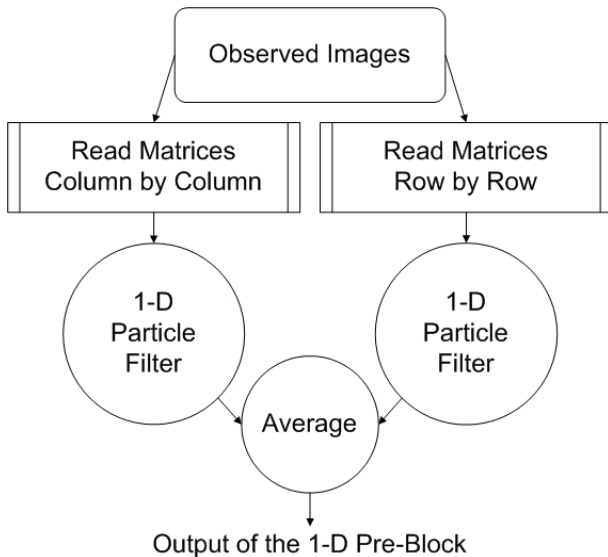 Observed Images
Read Matrices
Column by Column
Read Matrices
Row by Row
1-D
Particle
Filter
1-D
Particle
Filter
Average
Output of the 1-D Pre-Block